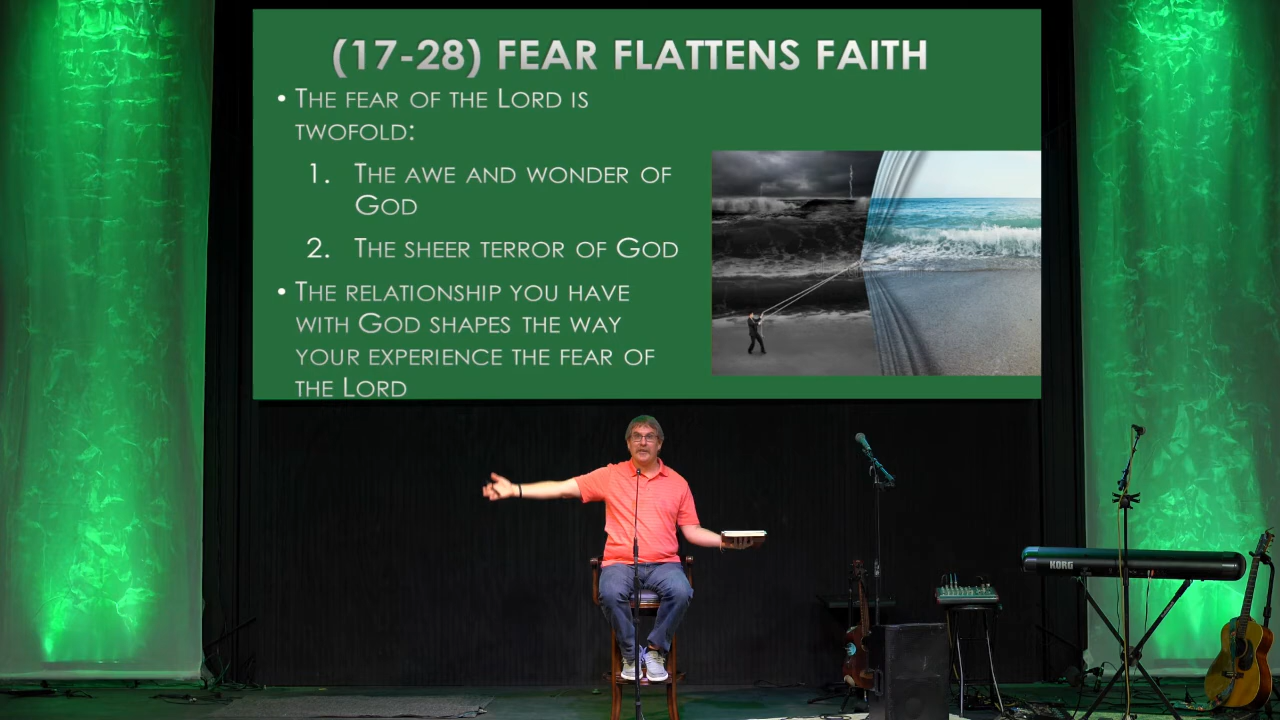 (17-28) FEAR FLATTENS FAITH
• THE FEAR OF THE LORD IS
TWOFOLD:
1. THE AWE AND WONDER OF
GOD
2. THE SHEER TERROR OF GOD
• THE RELATIONSHIP YOU HAVE
WITH GOD SHAPES THE WAY
YOUR EXPERIENCE THE FEAR OF
THE LORD
KORG